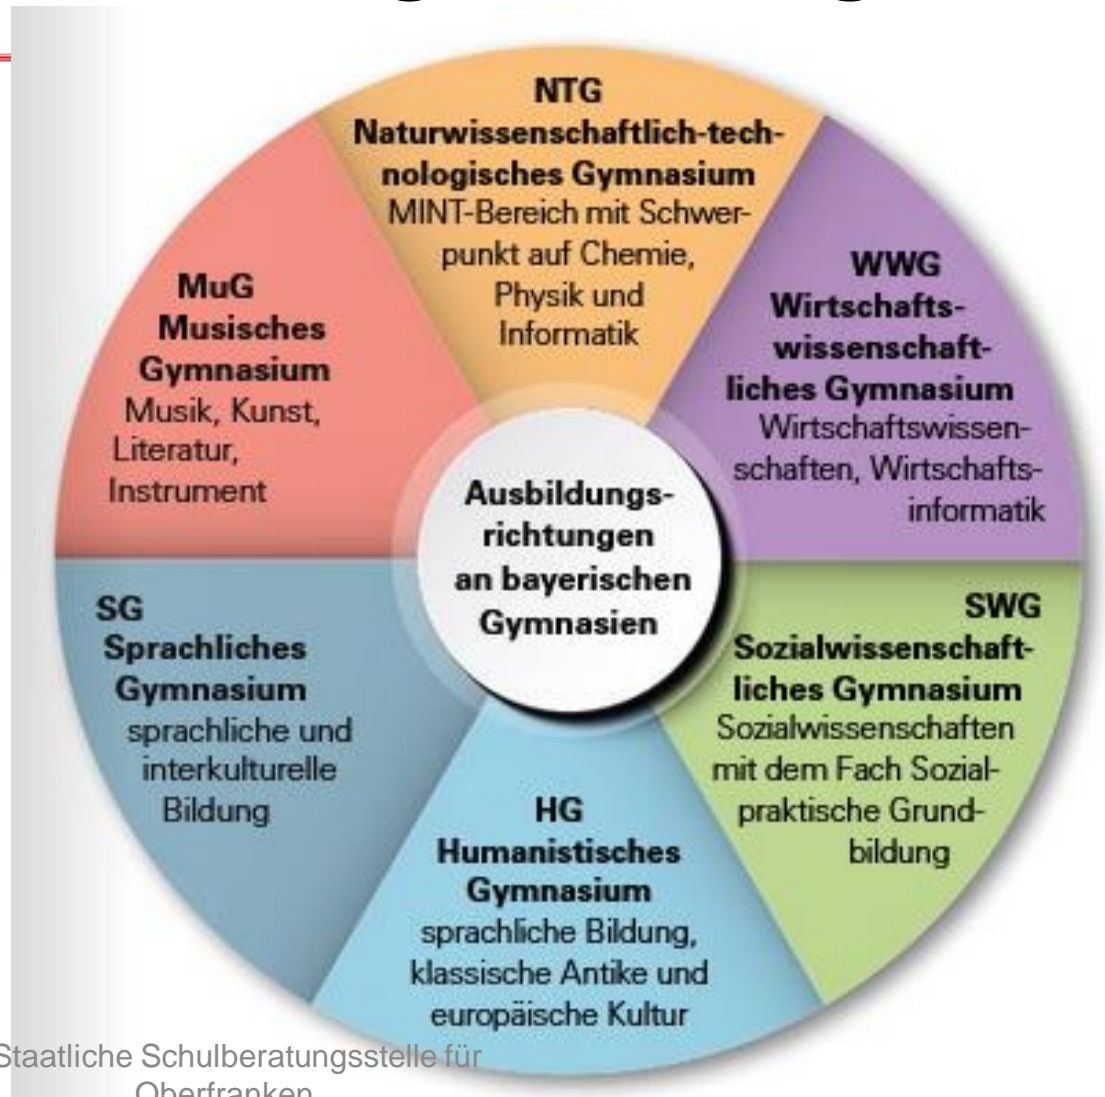 NTG
Naturwissenschaftlich-tech-
nologisches Gymnasium
MINT-Bereich mit Schwer-
punkt auf Chemie,
Physik und
Informatik
WWG
Wirtschafts-
wissenschaft-
liches Gymnasium
Wirtschaftswissen-
schaften, Wirtschafts-
informatik
SWG
Sozialwissenschaft-
liches Gymnasium
Sozialwissenschaften
mit dem Fach Sozial-
praktische Grund-
bildung
HG
Humanistisches
Gymnasium
sprachliche Bildung,
klassische Antike und
europäische Kultur
SG
Sprachliches
Gymnasium
sprachliche und
interkulturelle
Bildung
MuG
Musisches
Gymnasium
Musik, Kunst,
Literatur,
Instrument
Ausbildungs-
richtungen
an bayerischen
Gymnasien
Staatliche Schulberatungsstelle für
Oberfranken